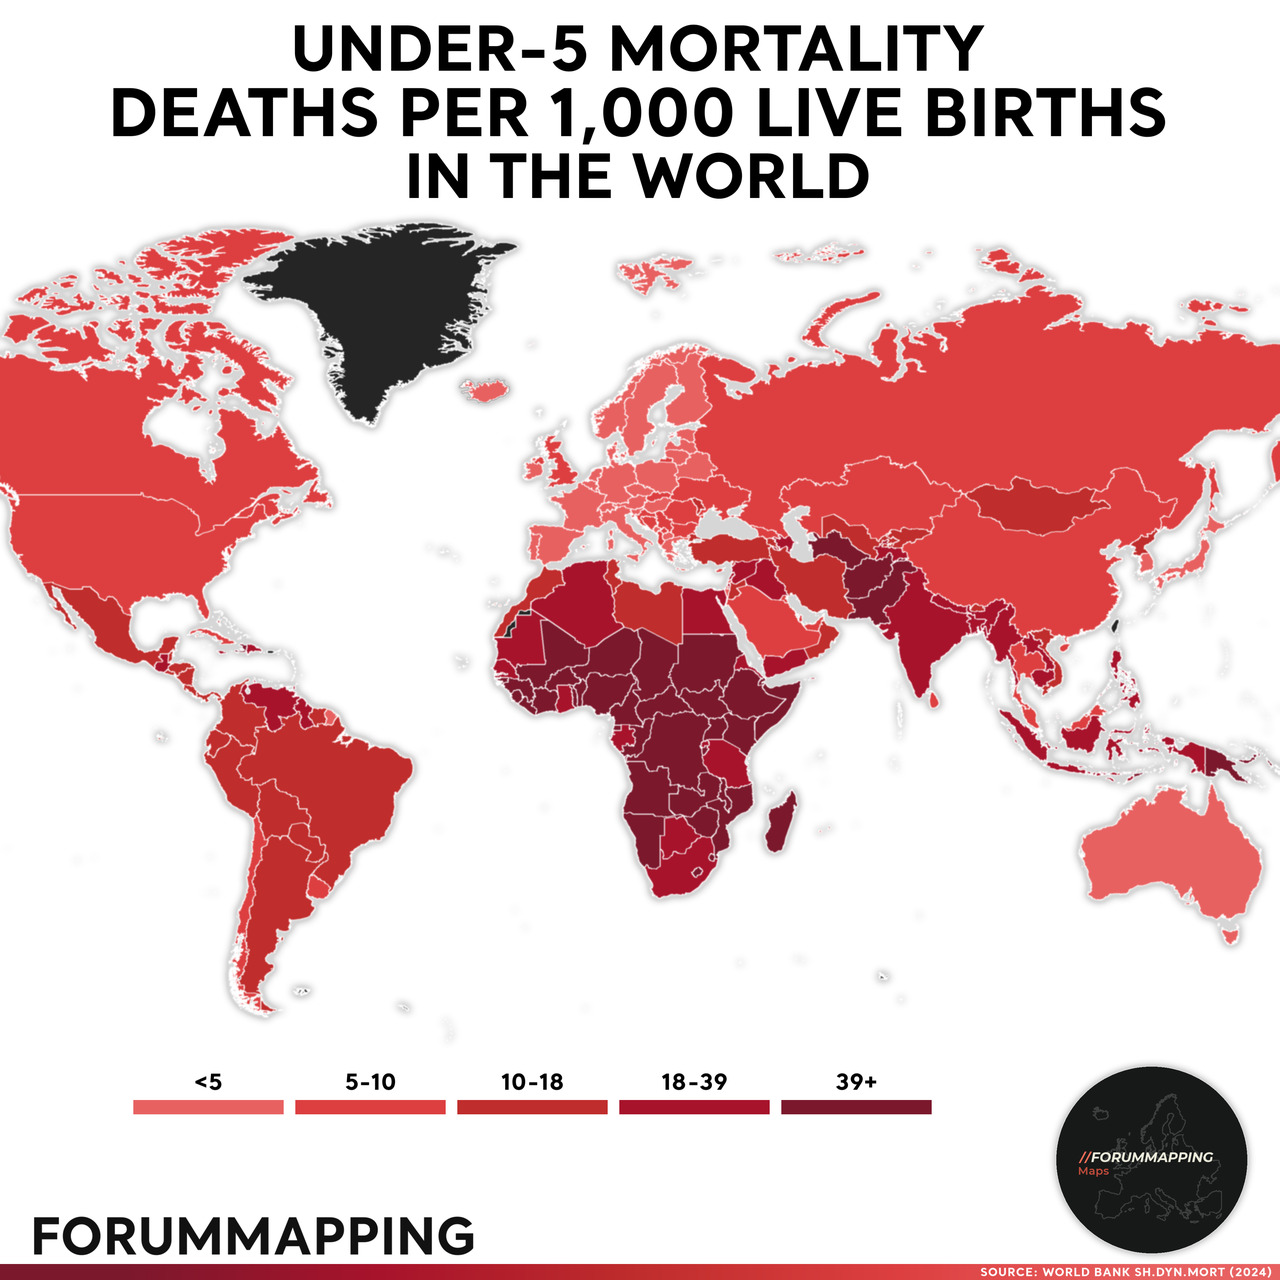 UNDER-5 MORTALITY
DEATHS PER 1,000 LIVE BIRTHS
IN THE WORLD
<5
5-10
10-18
18-39
39+
//FORUMMAPPING
Maps
FORUMMAPPING
SOURCE: WORLD BANK SH.DYN.MORT (2024)